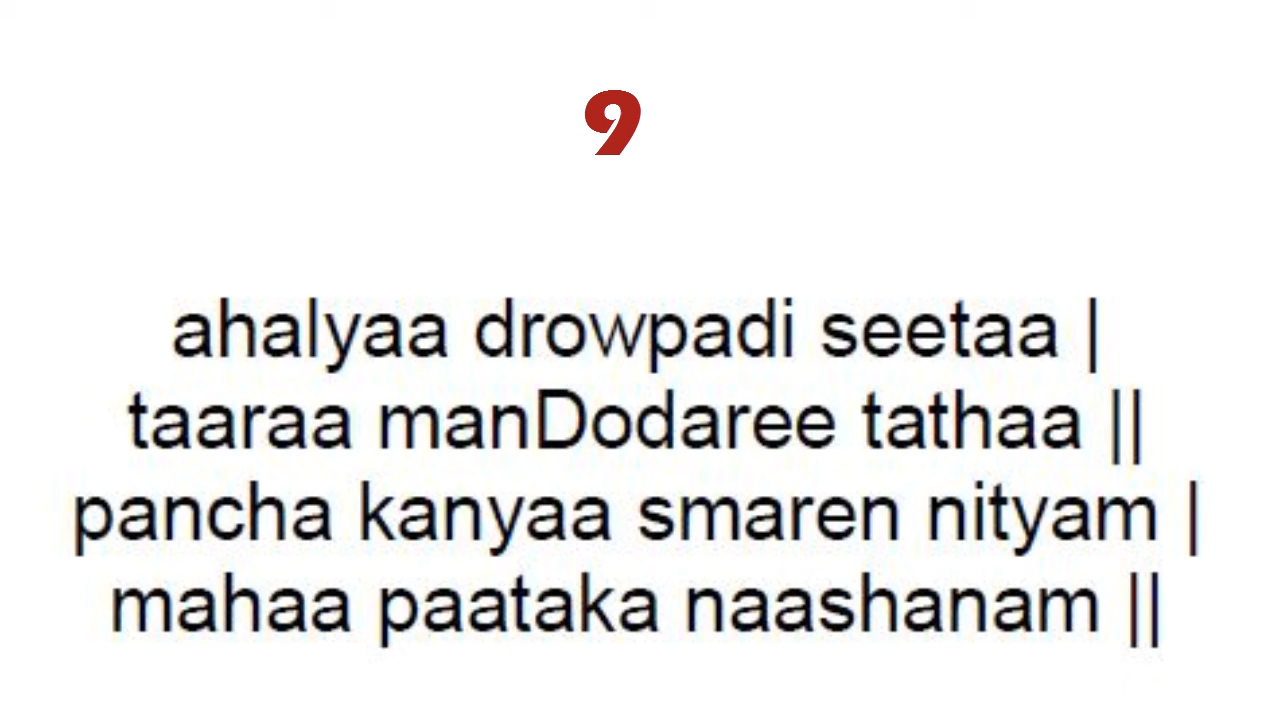 9
ahalyaa drowpadi seetaa |
taaraa manDodaree tathaa ||
pancha kanyaa smaren nityam |
mahaa paataka naashanam ||